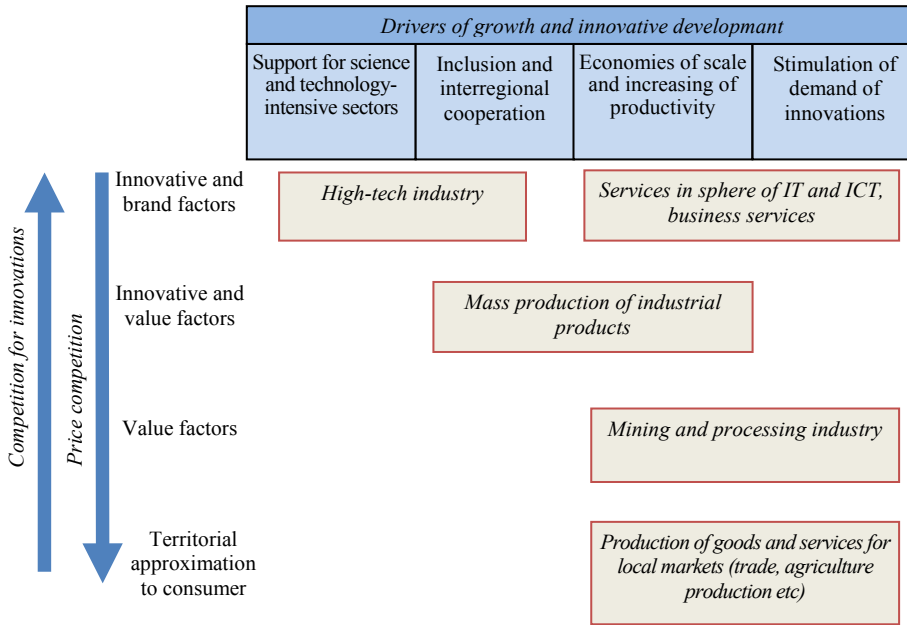 Drivers of growth and innovative development
Support for science
and technology-
intensive sectors
Inclusion and
interregional
cooperation
Economies of scale
and increasing of
productivity
Stimulation of
demand of
innovations
Competition for innovations
Price competition
Innovative and
brand factors
High-tech industry
Services in sphere of IT and ICT,
business services
Innovative and
value factors
Mass production of industrial
products
Value factors
Mining and processing industry
Territorial
approximation
to consumer
Production of goods and services for
local markets (trade, agriculture
production etc)